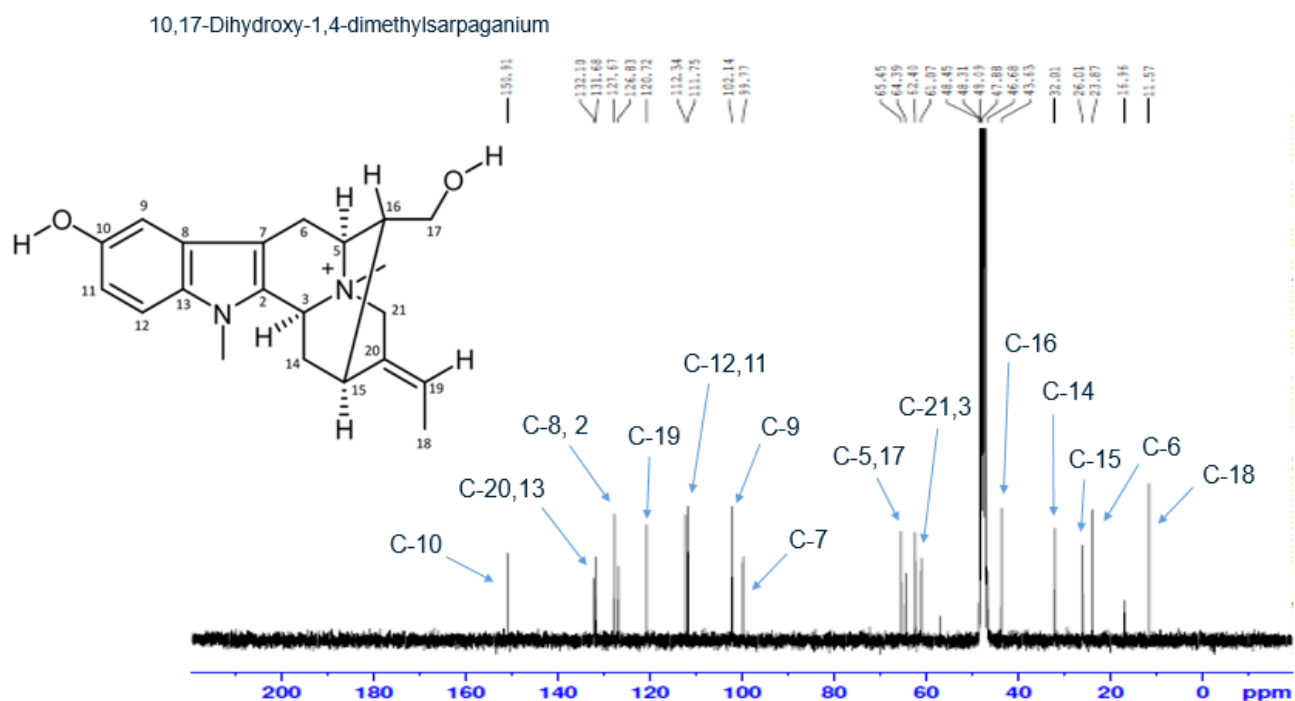 10,17-Dihydroxy-1,4-dimethylsarpaganium
150.91
132.10
131.68
127.67
126.83
120.72
112.34
111.75
102.14
99.77
65.45
64.39
62.40
61.07
48.45
48.31
48.09
47.88
46.68
43.63
32.01
26.01
23.87
16.96
11.57
H
O
H
H
O
H
9
10
8
7
6
5
16
17
11
12
13
N
2
3
+
N
21
H
14
20
15
19
H
18
H
C-10
C-20,13
C-8, 2
C-19
C-12,11
C-9
C-7
C-5,17
C-21,3
C-16
C-14
C-15
C-6
C-18
200 180 160 140 120 100 80 60 40 20 0 ppm